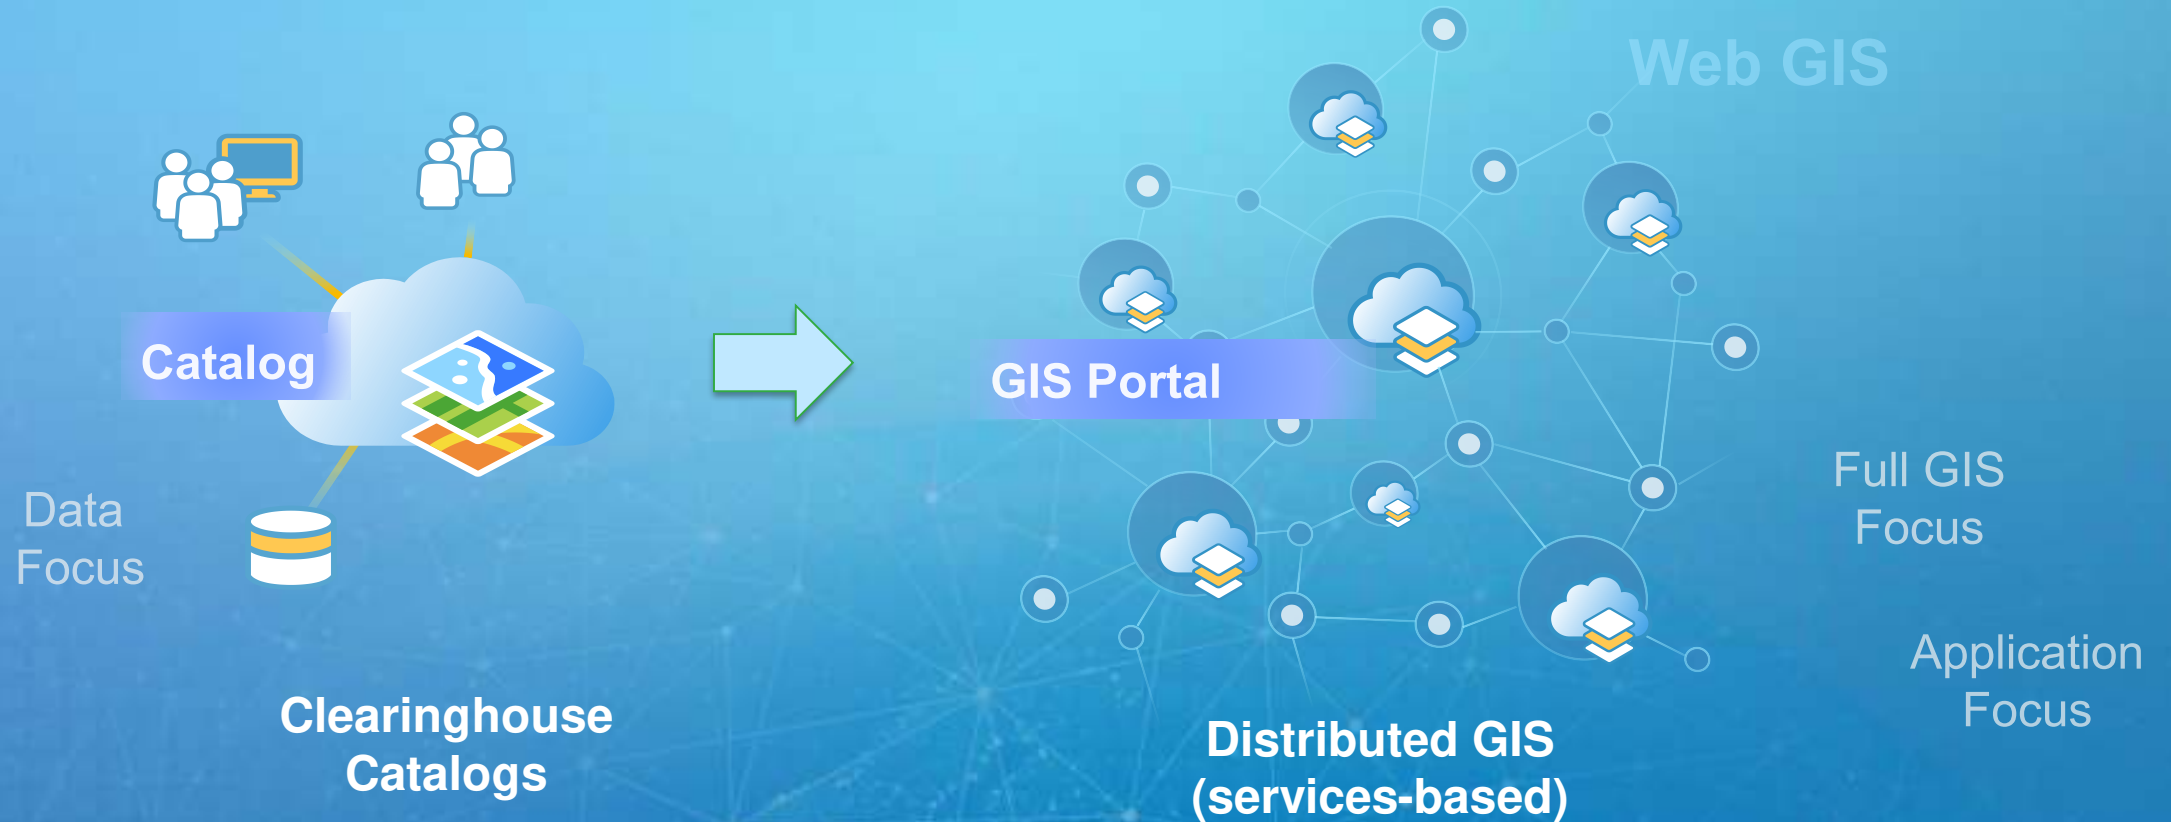 Web GIS
Catalog
GIS Portal
Data
Focus
Full GIS
Focus
Application
Focus
Clearinghouse
Catalogs
Distributed GIS
(services-based)